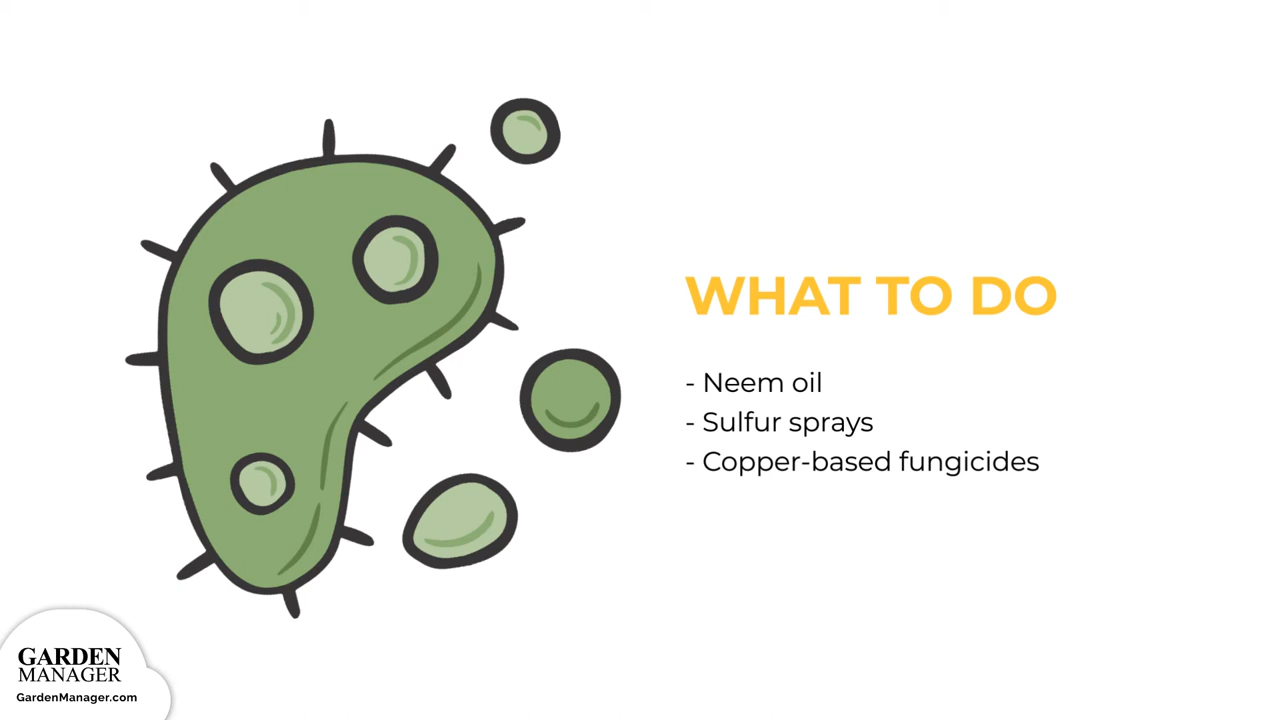 WHAT TO DO
- Neem oil
- Sulfur sprays
- Copper-based fungicides
GARDEN
MANAGER
GardenManager.com